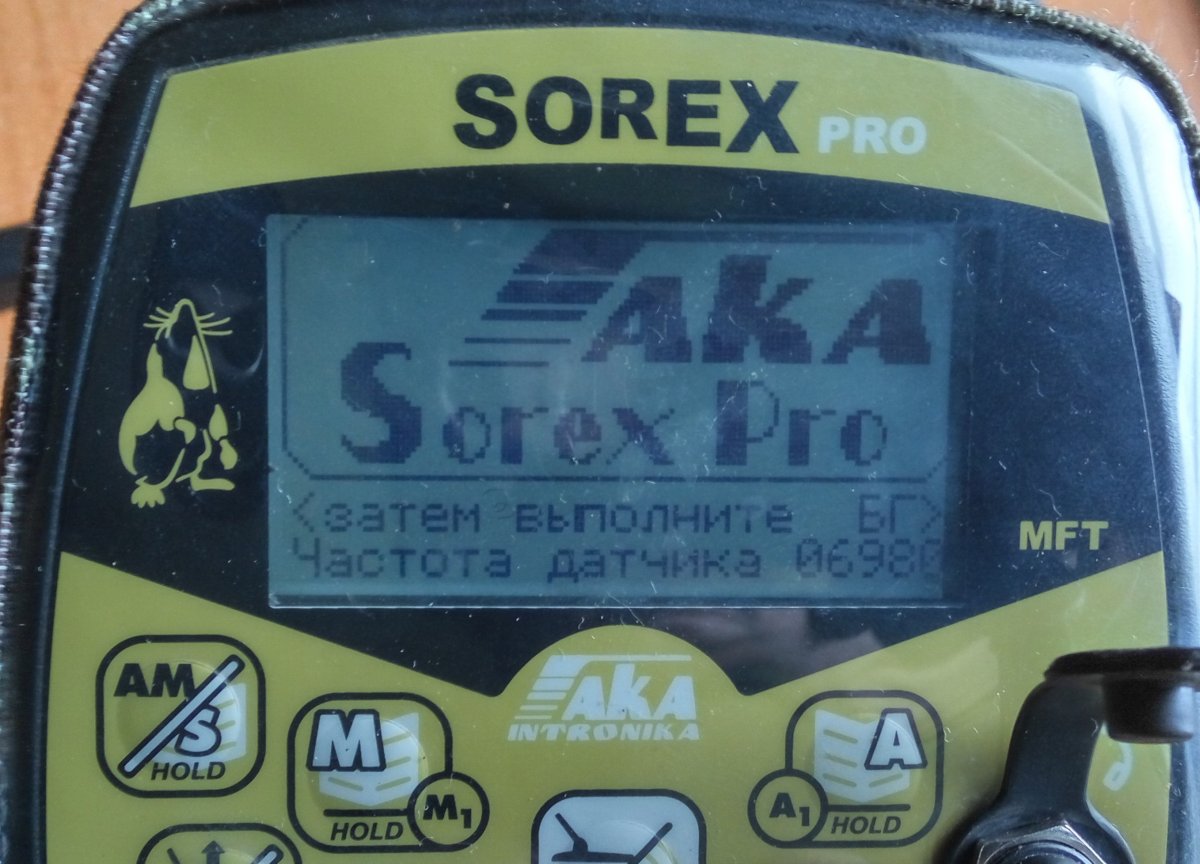 SOREX PRO
AKA
Sorex Pro
<затем выполните БГ>
Частота датчика 06980
MFT
AM/S
HOLD
AKA
INTRONIKA
M
HOLD
M1
A
A1
HOLD